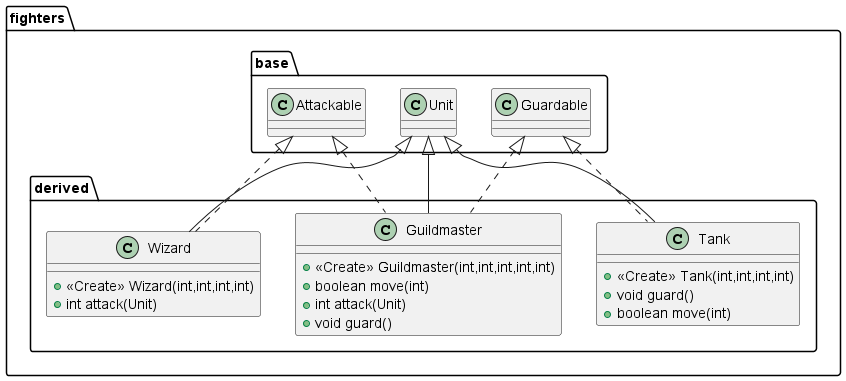 fighters
base
C Attackable
C Unit
C Guardable
derived
C Wizard
«Create» Wizard(int,int,int,int)
int attack(Unit)
C Guildmaster
«Create» Guildmaster(int,int,int,int,int)
boolean move(int)
int attack(Unit)
void guard()
C Tank
«Create» Tank(int,int,int,int)
void guard()
boolean move(int)